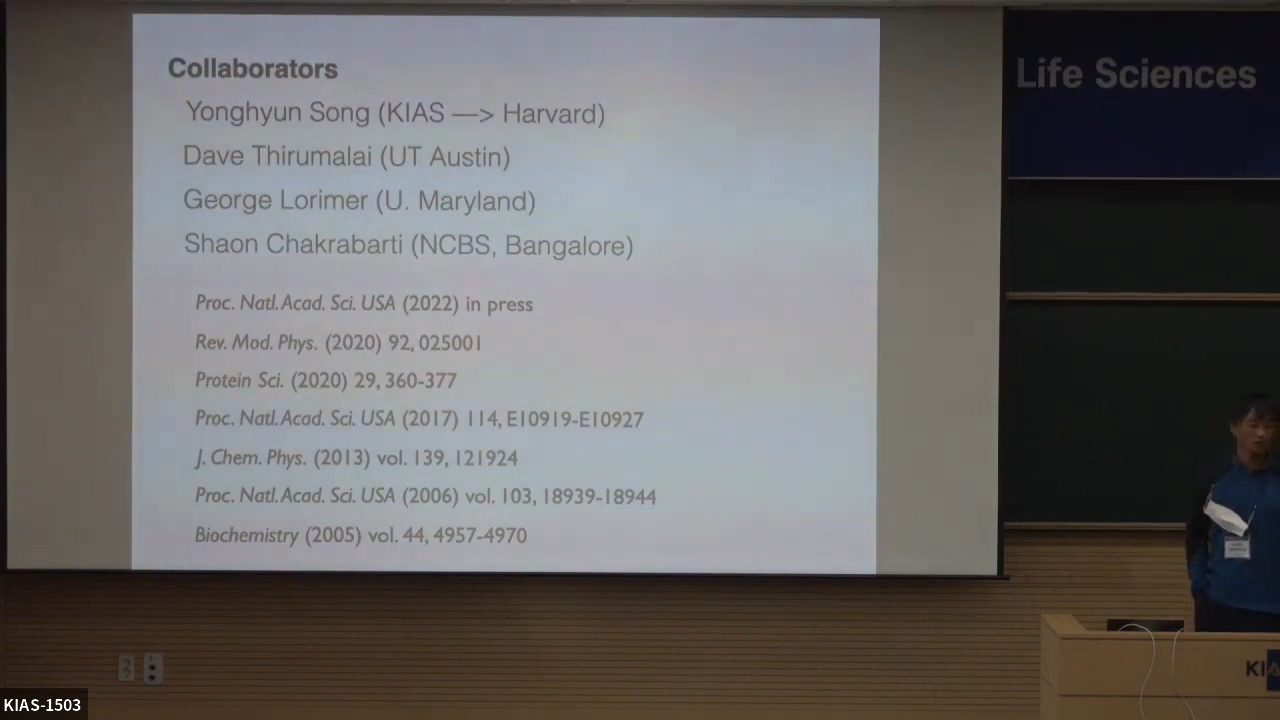 Collaborators
Yonghyun Song (KIAS —> Harvard)
Dave Thirumalai (UT Austin)
George Lorimer (U. Maryland)
Shaon Chakrabarti (NCBS, Bangalore)
Proc. Natl. Acad. Sci. USA (2022) in press
Rev. Mod. Phys. (2020) 92, 025001
Protein Sci. (2020) 29, 360-377
Proc. Natl. Acad. Sci. USA (2017) 114, E10919-E10927
J. Chem. Phys. (2013) vol. 139, 121924
Proc. Natl. Acad. Sci. USA (2006) vol. 103, 18939-18944
Biochemistry (2005) vol. 44, 4957-4970
Life Sciences
KIA
KIAS-1503